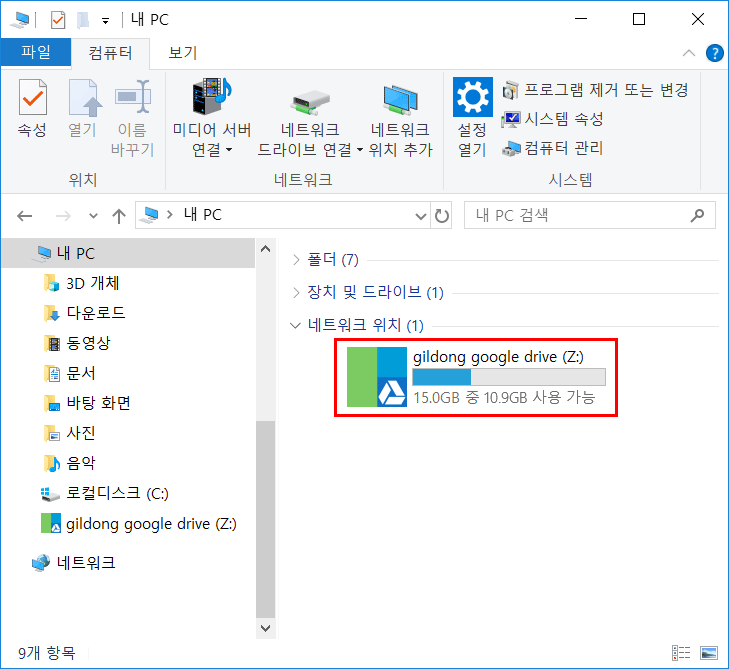 내 PC
파일
컴퓨터
보기
속성
열기
이름
바꾸기
위치
미디어 서버
연결
네트워크
드라이브 연결
네트워크
위치 추가
네트워크
설정
열기
프로그램 제거 또는 변경
시스템 속성
컴퓨터 관리
시스템
내 PC
내 PC 검색
내 PC
3D 개체
다운로드
동영상
문서
바탕 화면
사진
음악
로컬디스크 (C:)
gildong google drive (Z:)
네트워크
폴더 (7)
장치 및 드라이브 (1)
네트워크 위치 (1)
gildong google drive (Z:)
15.0GB 중 10.9GB 사용 가능
9개 항목